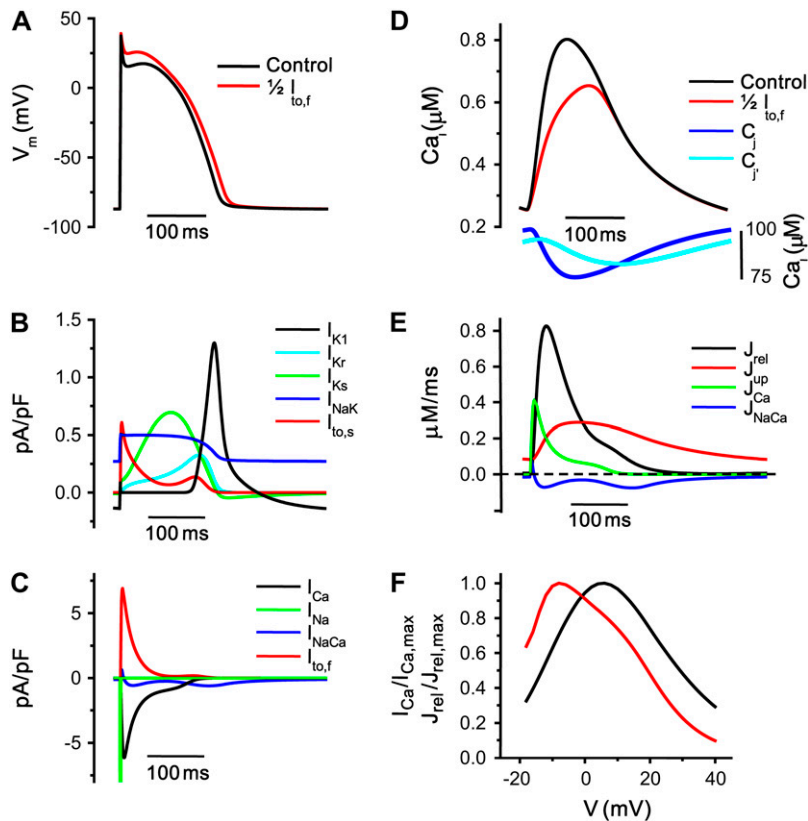 A
V_m (mV)
50
0
-50
-100
Control
½ I_to,f
100 ms
B
pA/pF
1.5
1.0
0.5
0.0
I_K1
I_Kr
I_Ks
I_NaK
I_to,s
100 ms
C
pA/pF
5
0
-5
I_Ca
I_Na
I_NaCa
I_to,f
100 ms
D
Ca_i (µM)
0.8
0.6
0.4
0.2
Control
½ I_to,f
C_j
C_j'
100 ms
100
75
Ca_i (µM)
E
µM/ms
0.8
0.6
0.4
0.2
0.0
J_rel
J_up
J_Ca
J_NaCa
100 ms
F
I_Ca/I_Ca,max
J_rel/J_rel,max
1.0
0.8
0.6
0.4
0.2
0.0
-20 0 20 40
V (mV)